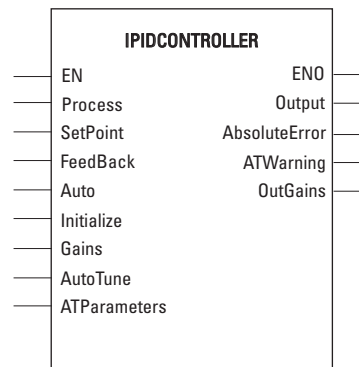 IPIDCONTROLLER
EN ENO
Process Output
SetPoint AbsoluteError
FeedBack ATWarning
Auto OutGains
Initialize
Gains
AutoTune
ATParameters